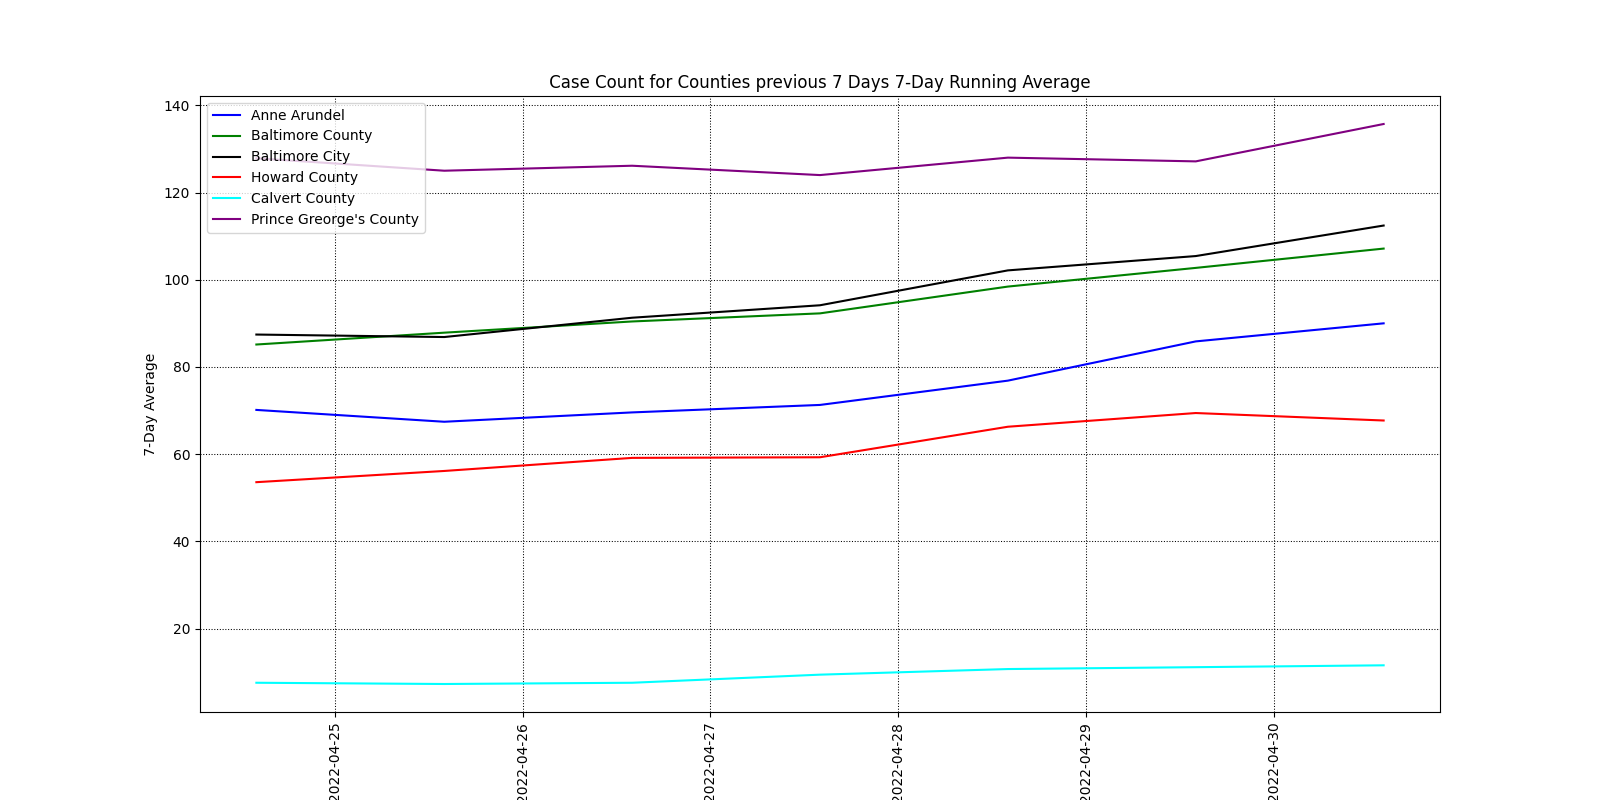 Case Count for Counties previous 7 Days 7-Day Running Average
140
120
100
80
60
40
20
7-Day Average
Anne Arundel
Baltimore County
Baltimore City
Howard County
Calvert County
Prince Greorge's County
2022-04-25
2022-04-26
2022-04-27
2022-04-28
2022-04-29
2022-04-30